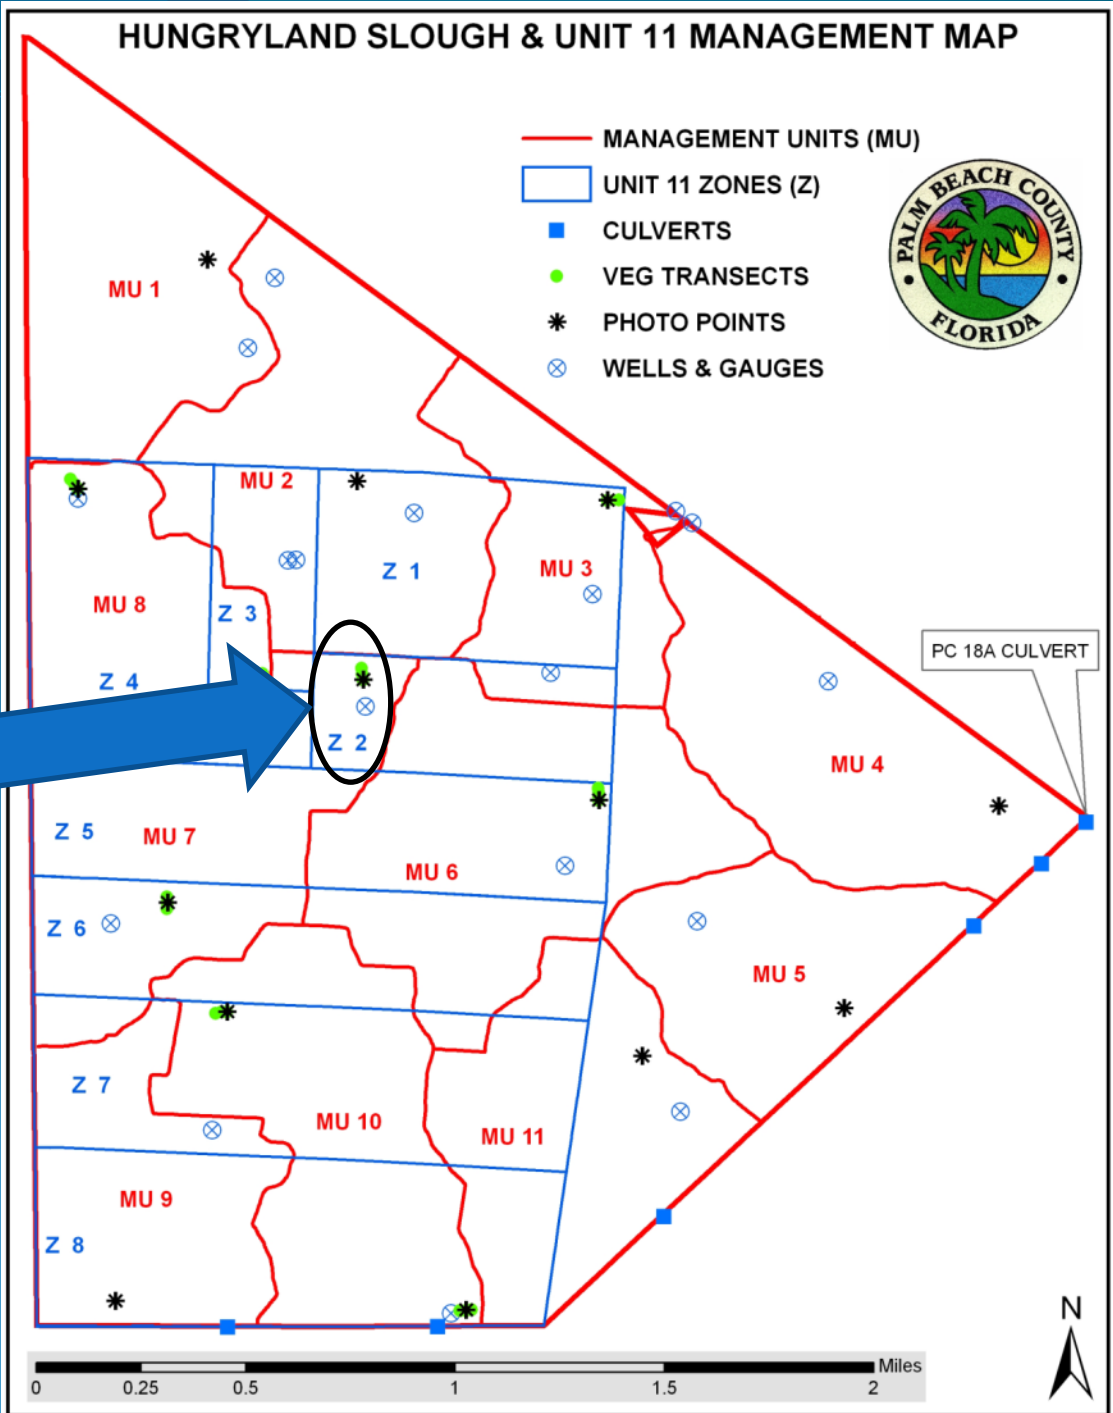 HUNGRYLAND SLOUGH & UNIT 11 MANAGEMENT MAP
MANAGEMENT UNITS (MU)
UNIT 11 ZONES (Z)
CULVERTS
VEG TRANSECTS
PHOTO POINTS
WELLS & GAUGES
PALM BEACH COUNTY
FLORIDA
MU 1
MU 2
MU 3
Z 1
MU 8
Z 3
PC 18A CULVERT
Z 4
Z 2
MU 4
Z 5
MU 7
MU 6
Z 6
MU 5
Z 7
MU 10
MU 11
MU 9
Z 8
N
Miles
0 0.25 0.5 1 1.5 2